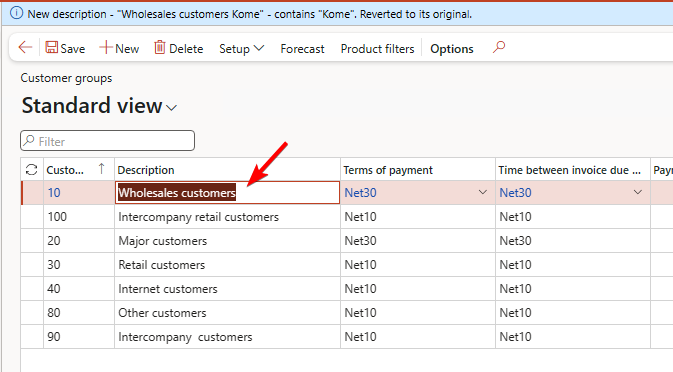 New description - "Wholesales customers Kome" - contains "Kome". Reverted to its original.
Save New Delete Setup Forecast Product filters Options
Customer groups
Standard view
Filter
Custo... Description Terms of payment Time between invoice due ... Payn
10 Wholesales customers Net30 Net30
100 Intercompany retail customers Net10 Net10
20 Major customers Net30 Net10
30 Retail customers Net10 Net10
40 Internet customers Net10 Net10
80 Other customers Net10 Net10
90 Intercompany  customers Net10 Net10